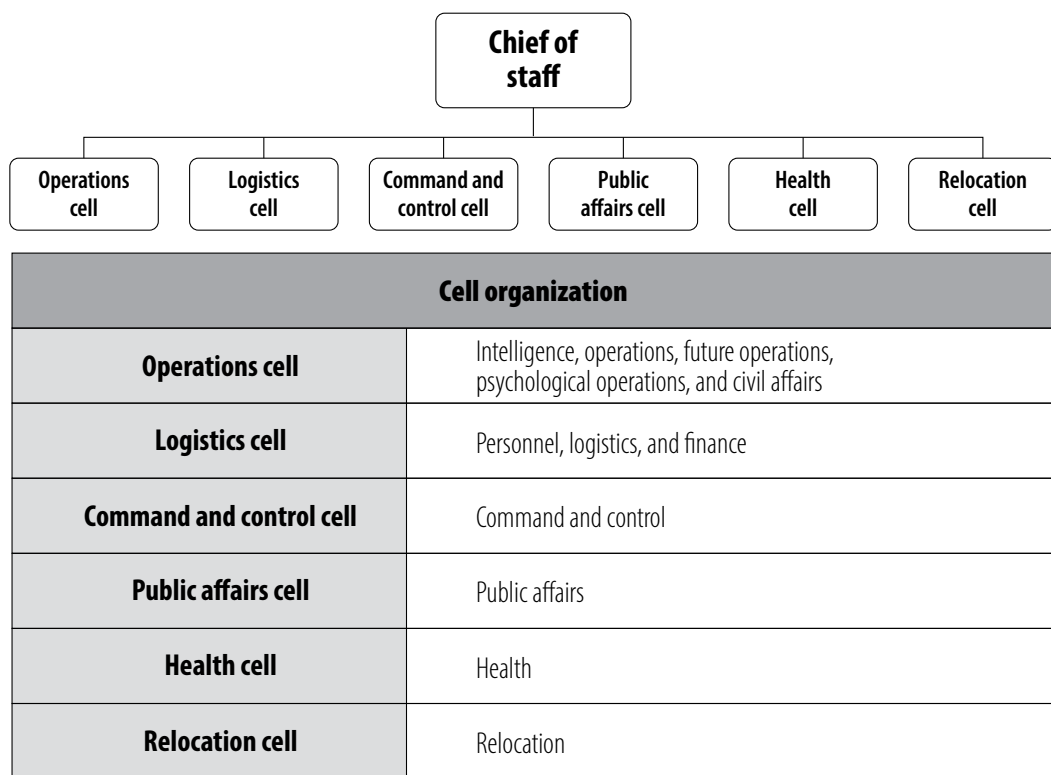 Chief of
staff
Operations
cell
Logistics
cell
Command and
control cell
Public
affairs cell
Health
cell
Relocation
cell
Cell organization
Operations cell
Intelligence, operations, future operations,
psychological operations, and civil affairs
Logistics cell
Personnel, logistics, and finance
Command and control cell
Command and control
Public affairs cell
Public affairs
Health cell
Health
Relocation cell
Relocation